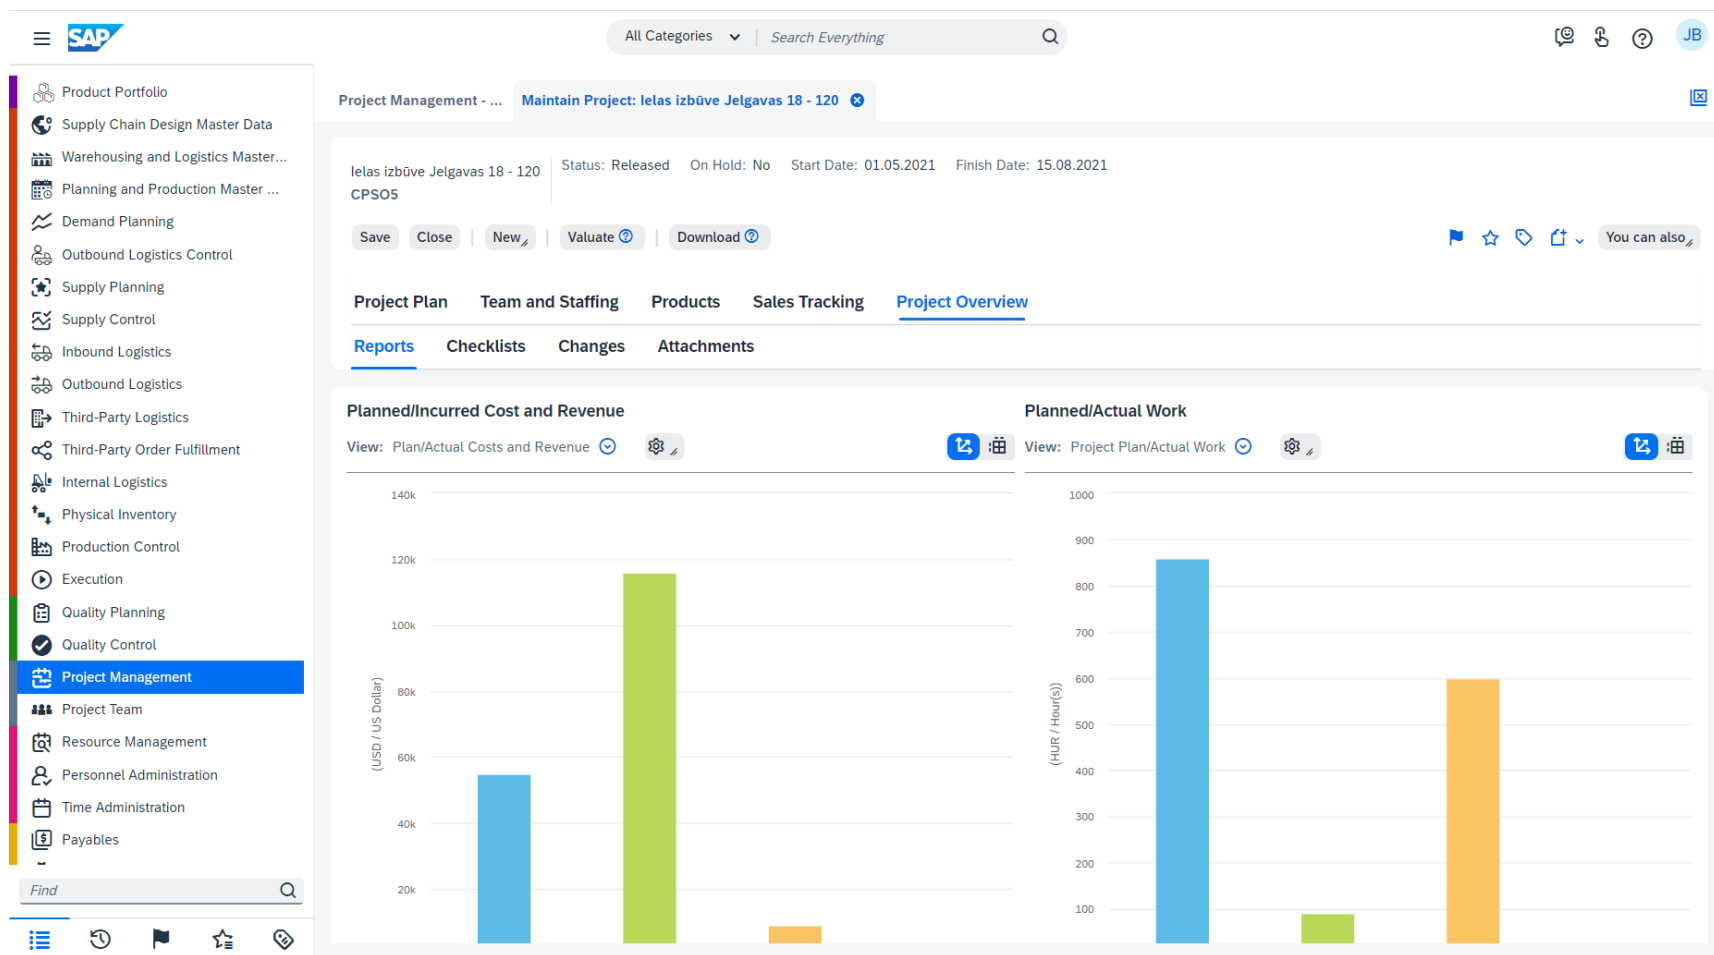 SAP
All Categories
Search Everything
JB
Product Portfolio
Supply Chain Design Master Data
Warehousing and Logistics Master...
Planning and Production Master ...
Demand Planning
Outbound Logistics Control
Supply Planning
Supply Control
Inbound Logistics
Outbound Logistics
Third-Party Logistics
Third-Party Order Fulfillment
Internal Logistics
Physical Inventory
Production Control
Execution
Quality Planning
Quality Control
Project Management
Project Team
Resource Management
Personnel Administration
Time Administration
Payables
Find
Project Management - ...
Maintain Project: Ielas izbūve Jelgavas 18 - 120
Ielas izbūve Jelgavas 18 - 120
CPSO5
Status: Released On Hold: No Start Date: 01.05.2021 Finish Date: 15.08.2021
Save Close New Valuate Download
You can also
Project Plan Team and Staffing Products Sales Tracking Project Overview
Reports Checklists Changes Attachments
Planned/Incurred Cost and Revenue
View: Plan/Actual Costs and Revenue
140k
120k
100k
80k
60k
40k
20k
(USD / US Dollar)
Planned/Actual Work
View: Project Plan/Actual Work
1000
900
800
700
600
500
400
300
200
100
(HUR / Hour(s))